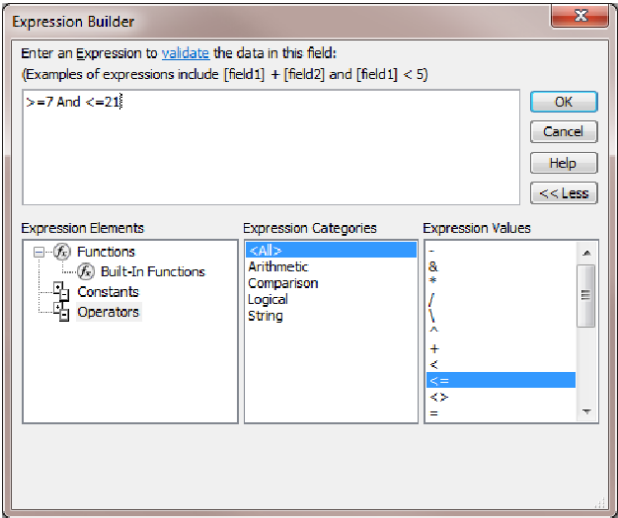 Expression Builder
Enter an Expression to validate the data in this field:
(Examples of expressions include [field1] + [field2] and [field1] < 5)
>=7 And <=21
OK
Cancel
Help
<< Less
Expression Elements
Functions
Built-In Functions
Constants
Operators
Expression Categories
<All>
Arithmetic
Comparison
Logical
String
Expression Values
-
&
*
/
\
^
+
<
<=
<>
=